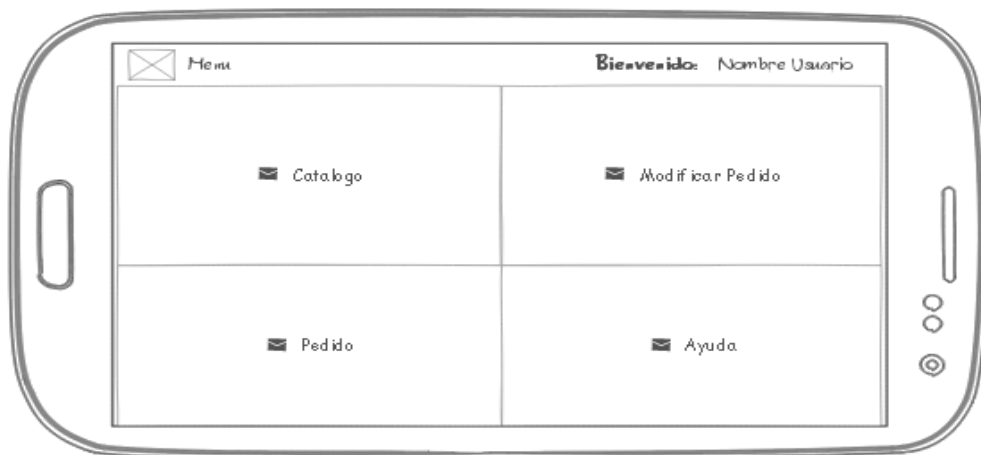 Menu Bienvenido: Nombre Usuario
Catalogo Modificar Pedido
Pedido Ayuda